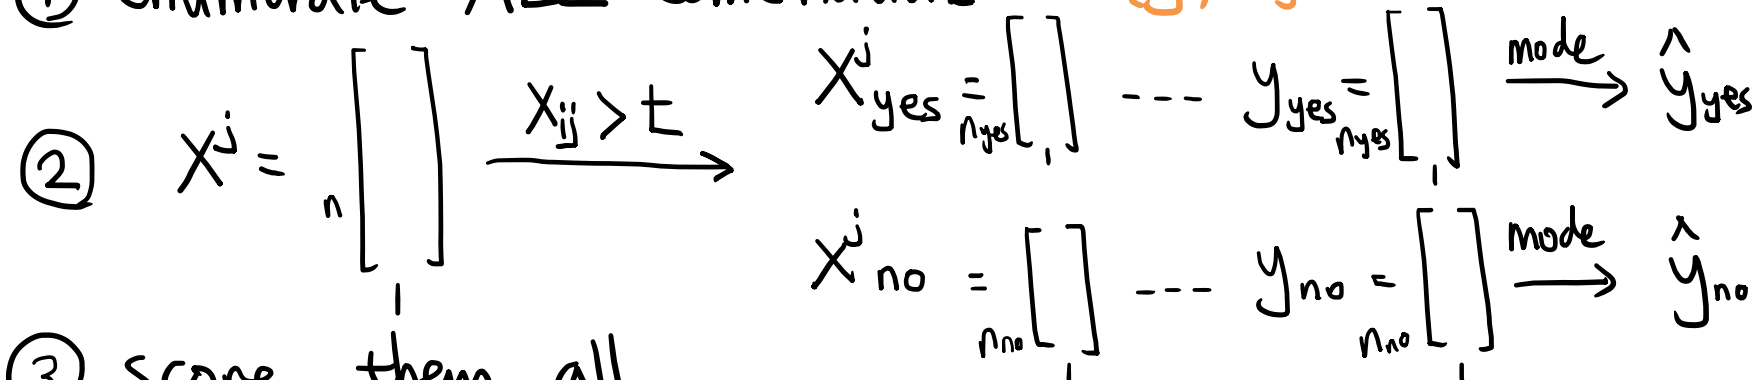 ② X^j = n [ ] 1 X_ij > t → X^j_yes = n_yes [ ] 1 --- y_yes = n_yes [ ] 1 mode → ŷ_yes
X^j_no = n_no [ ] 1 --- y_no = n_no [ ] 1 mode → ŷ_no
③ score them all